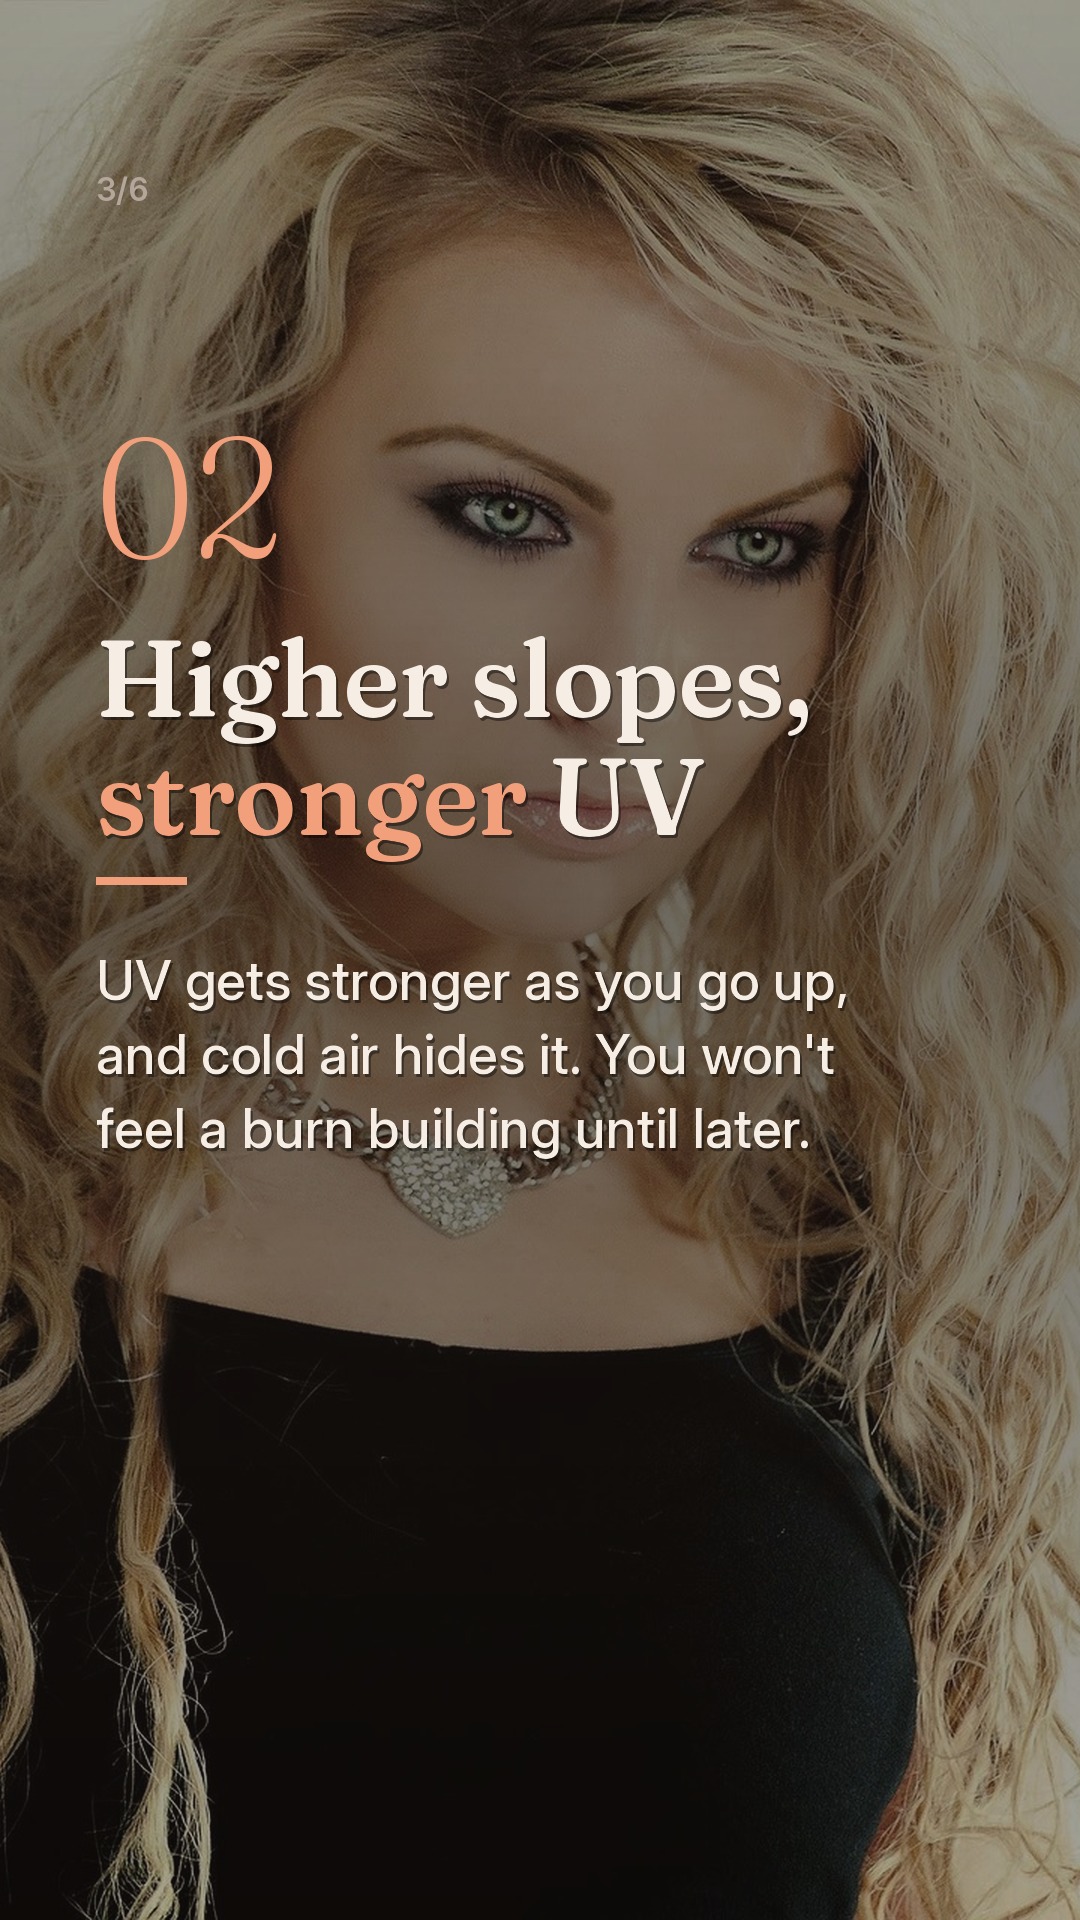 3/6
02
Higher slopes,
stronger UV
UV gets stronger as you go up,
and cold air hides it. You won't
feel a burn building until later.